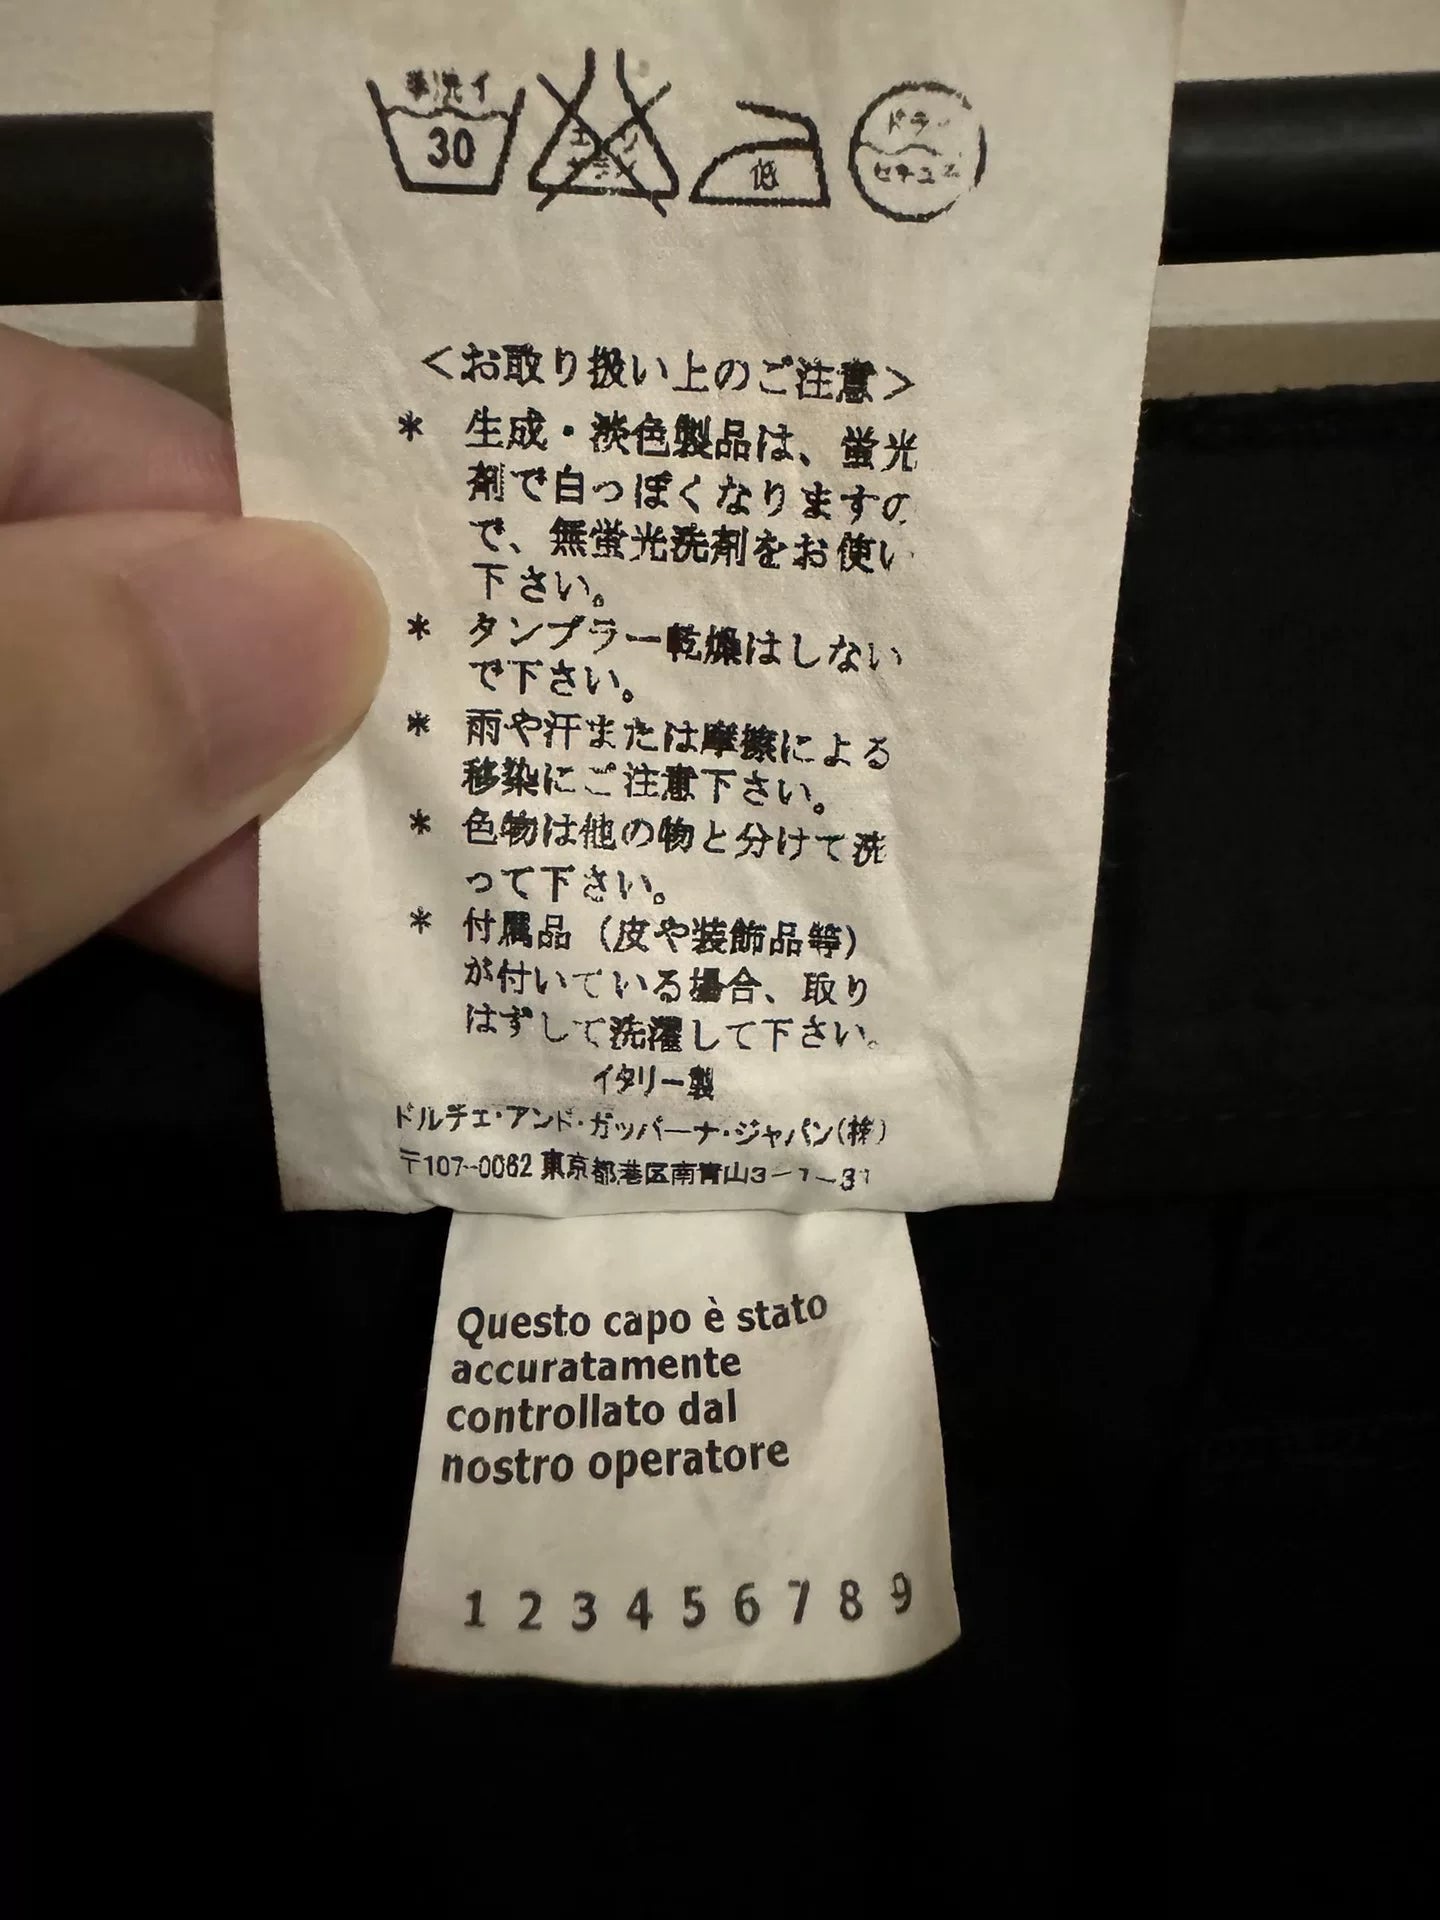 手洗イ
30
エンソ
サラシ
低
ドライ
セキユ系
<お取り扱い上のご注意>
* 生成・淡色製品は、蛍光
剤で白っぽくなりますの
で、無蛍光洗剤をお使い
下さい。
* タンブラー乾燥はしない
で下さい。
* 雨や汗または摩擦による
移染にご注意下さい。
* 色物は他の物と分けて洗
って下さい。
* 付属品(皮や装飾品等)
が付いている場合、取り
はずして洗濯して下さい。
イタリー製
ドルチェ・アンド・ガッバーナ・ジャパン(株)
〒107-0062 東京都港区南青山
Questo capo è stato
accuratamente
controllato dal
nostro operatore
1 2 3 4 5 6 7 8 9